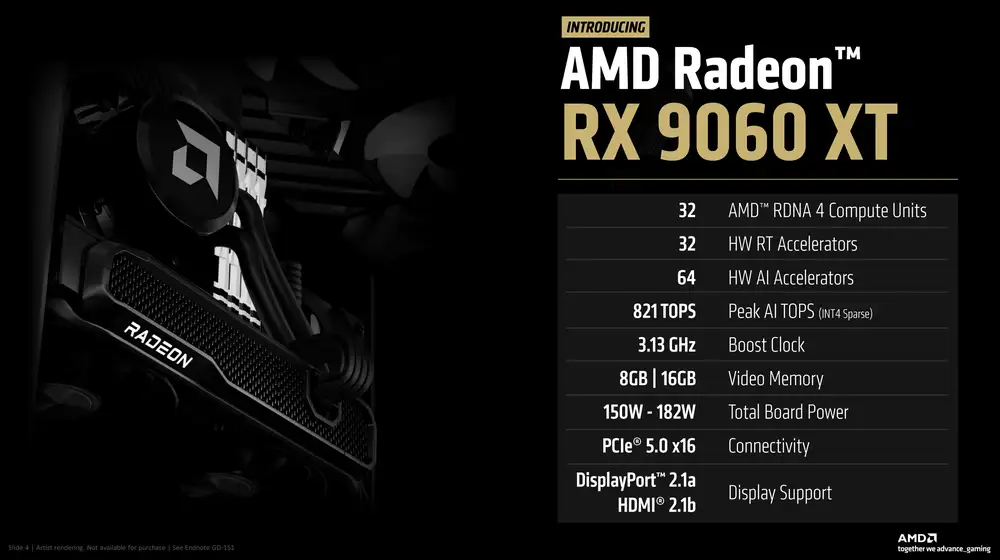 INTRODUCING
AMD Radeon™
RX 9060 XT
32 AMD™ RDNA 4 Compute Units
32 HW RT Accelerators
64 HW AI Accelerators
821 TOPS Peak AI TOPS (INT4 Sparse)
3.13 GHz Boost Clock
8GB | 16GB Video Memory
150W - 182W Total Board Power
PCIe® 5.0 x16 Connectivity
DisplayPort™ 2.1a
HDMI® 2.1b
Display Support
RADEON
Slide 4 | Artist rendering. Not available for purchase | See Endnote GD-151
AMD
together we advance_gaming